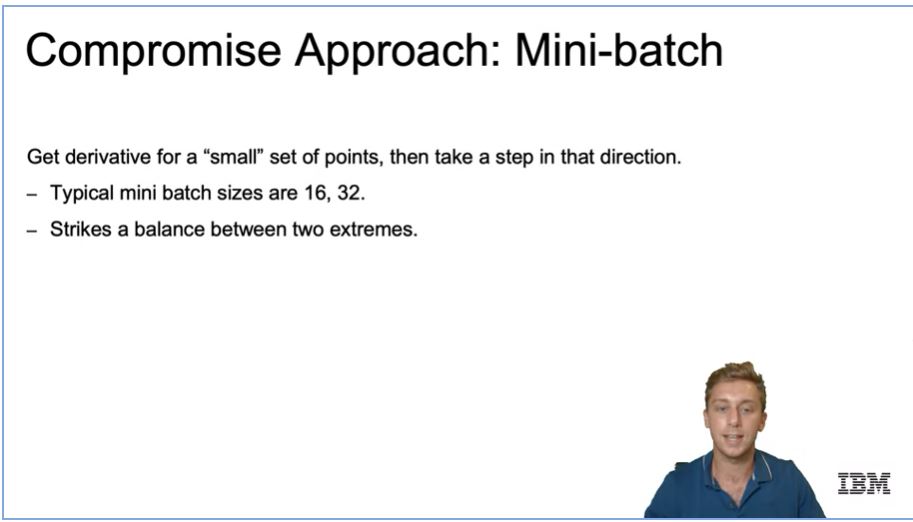 Compromise Approach: Mini-batch
Get derivative for a “small” set of points, then take a step in that direction.
– Typical mini batch sizes are 16, 32.
– Strikes a balance between two extremes.
IBM